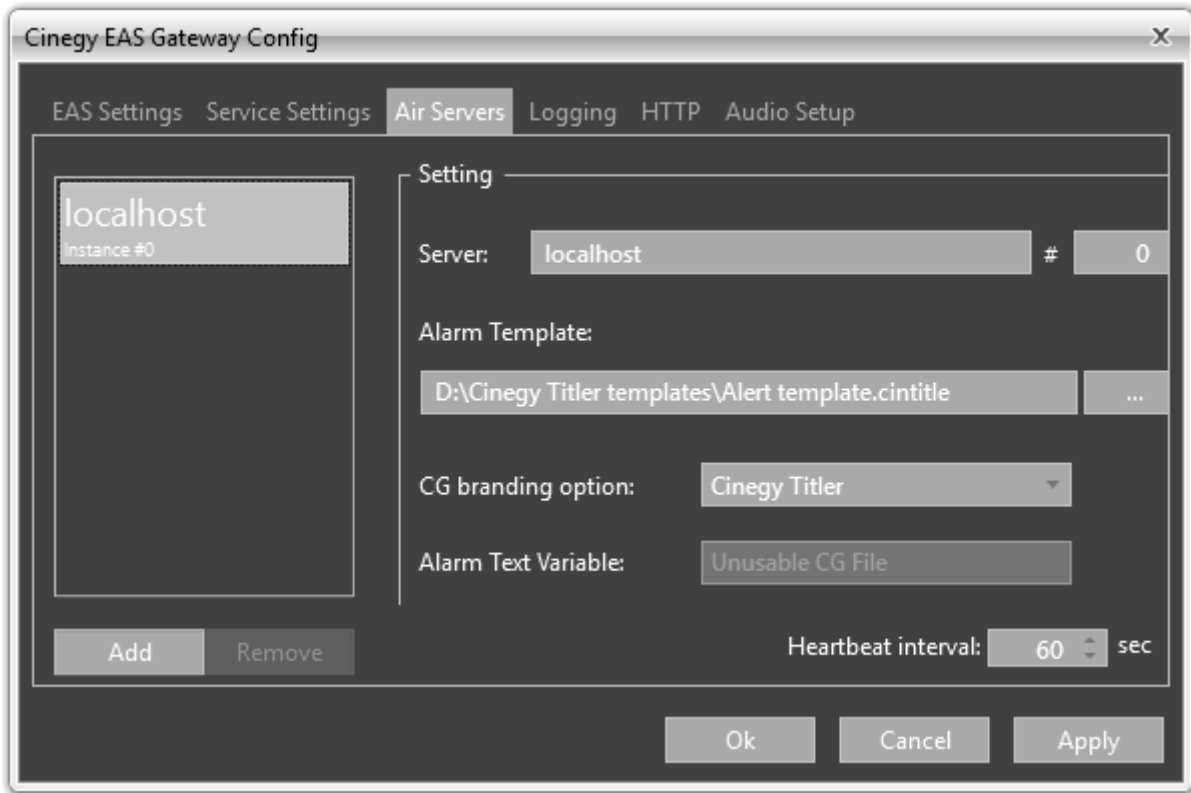 Cinegy EAS Gateway Config x
EAS Settings Service Settings Air Servers Logging HTTP Audio Setup
localhost
Instance #0
Setting
Server: localhost # 0
Alarm Template:
D:\Cinegy Titler templates\Alert template.cintitle ...
CG branding option: Cinegy Titler
Alarm Text Variable: Unusable CG File
Add Remove
Heartbeat interval: 60 sec
Ok Cancel Apply